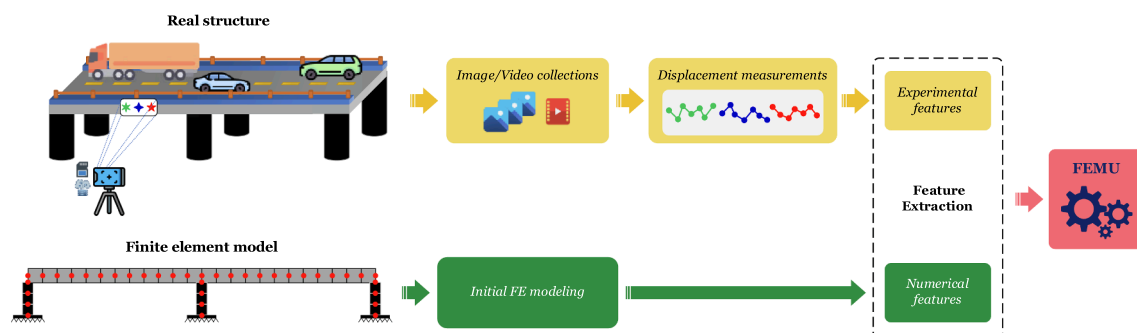 Real structure
Image/Video collections
Displacement measurements
Experimental
features
Feature
Extraction
FEMU
Finite element model
Initial FE modeling
Numerical
features